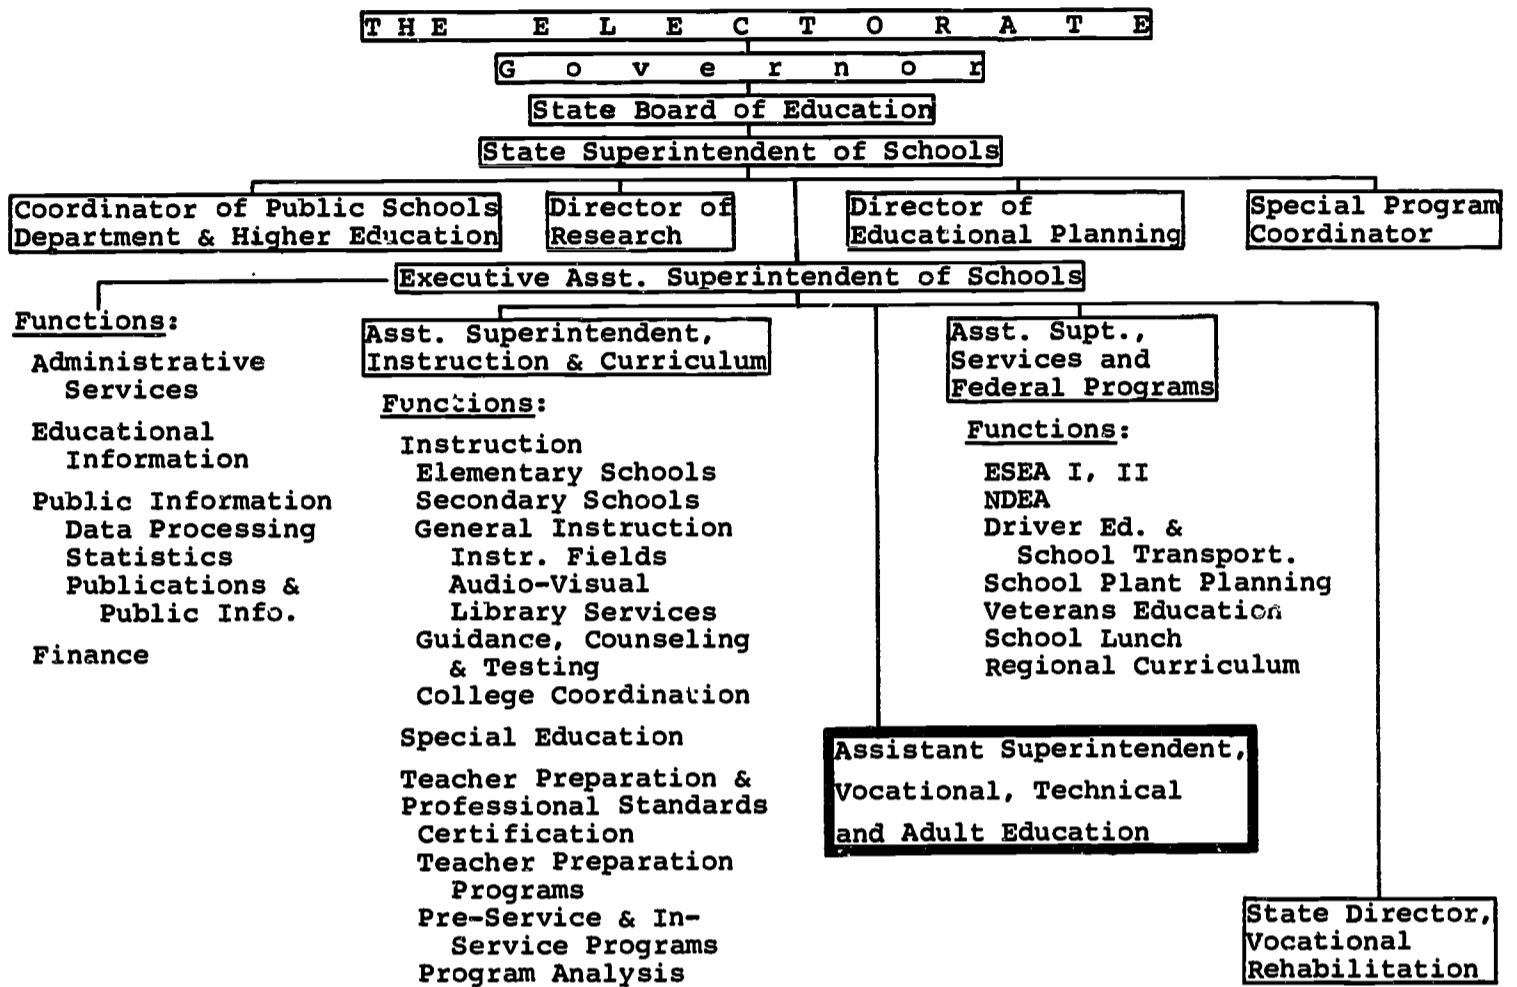 THE ELECTORATE
Governor
State Board of Education
State Superintendent of Schools
Coordinator of Public Schools
Department & Higher Education
Director of
Research
Director of
Educational Planning
Special Program
Coordinator
Executive Asst. Superintendent of Schools
Functions:
Administrative
Services
Educational
Information
Public Information
Data Processing
Statistics
Publications &
Public Info.
Finance
Asst. Superintendent,
Instruction & Curriculum
Functions:
Instruction
Elementary Schools
Secondary Schools
General Instruction
Instr. Fields
Audio-Visual
Library Services
Guidance, Counseling
& Testing
College Coordination
Special Education
Teacher Preparation &
Professional Standards
Certification
Teacher Preparation
Programs
Pre-Service & In-
Service Programs
Program Analysis
Asst. Supt.,
Services and
Federal Programs
Functions:
ESEA I, II
NDEA
Driver Ed. &
School Transport.
School Plant Planning
Veterans Education
School Lunch
Regional Curriculum
Assistant Superintendent,
Vocational, Technical
and Adult Education
State Director,
Vocational
Rehabilitation